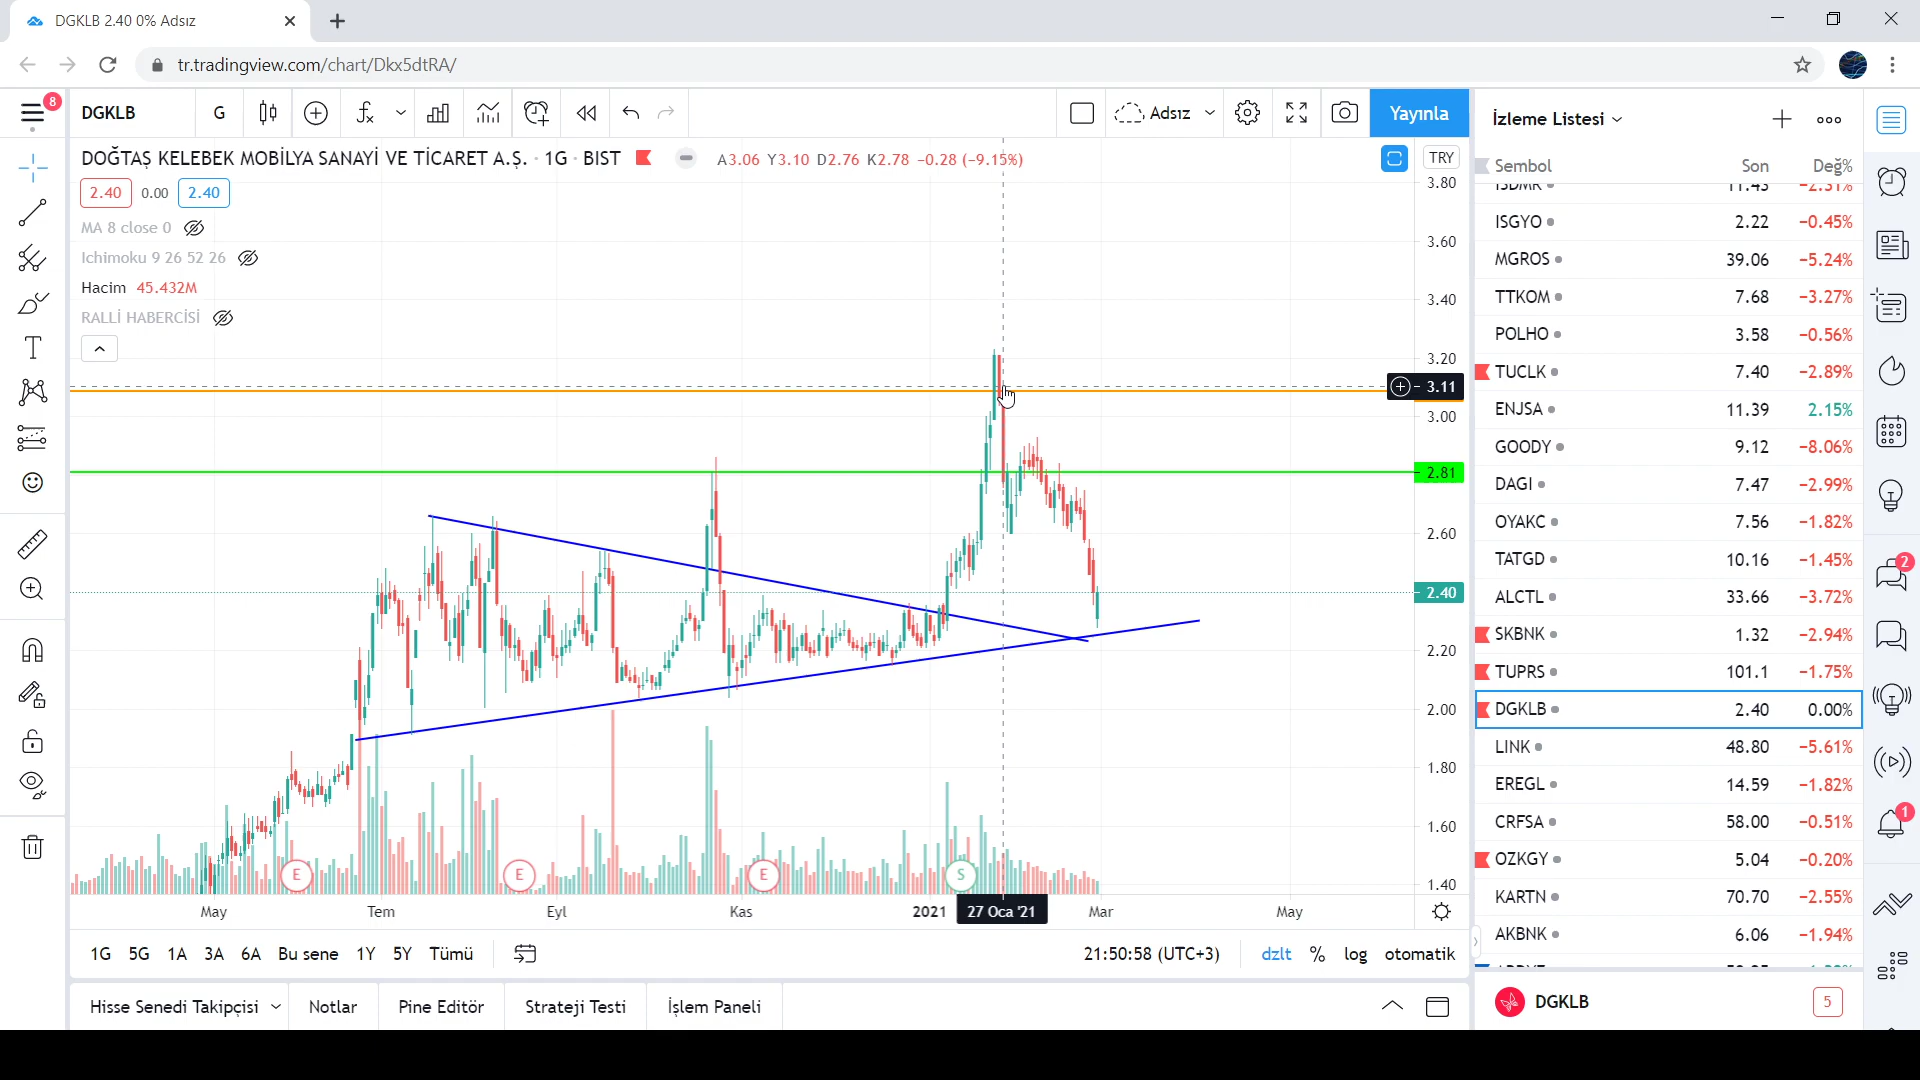 DGKLB 2.40 0% Adsız
tr.tradingview.com/chart/Dkx5dtRA/
8
DGKLB
G
Adsız
Yayınla
DOĞTAŞ KELEBEK MOBİLYA SANAYİ VE TİCARET A.Ş. · 1G · BIST
A3.06 Y3.10 D2.76 K2.78 −0.28 (−9.15%)
TRY
2.40 0.00 2.40
MA 8 close 0
Ichimoku 9 26 52 26
Hacim 45.432M
RALLİ HABERCİSİ
3.80
3.60
3.40
3.20
3.11
3.00
2.81
2.60
2.40
2.20
2.00
1.80
1.60
1.40
E
E
E
S
May
Tem
Eyl
Kas
2021
27 Oca '21
Mar
May
1G 5G 1A 3A 6A Bu sene 1Y 5Y Tümü
21:50:58 (UTC+3)
dzlt % log otomatik
Hisse Senedi Takipçisi
Notlar
Pine Editör
Strateji Testi
İşlem Paneli
İzleme Listesi
Sembol Son Değ%
ISDMR 11.43 −2.31%
ISGYO 2.22 −0.45%
MGROS 39.06 −5.24%
TTKOM 7.68 −3.27%
POLHO 3.58 −0.56%
TUCLK 7.40 −2.89%
ENJSA 11.39 2.15%
GOODY 9.12 −8.06%
DAGI 7.47 −2.99%
OYAKC 7.56 −1.82%
TATGD 10.16 −1.45%
ALCTL 33.66 −3.72%
SKBNK 1.32 −2.94%
TUPRS 101.1 −1.75%
DGKLB 2.40 0.00%
LINK 48.80 −5.61%
EREGL 14.59 −1.82%
CRFSA 58.00 −0.51%
OZKGY 5.04 −0.20%
KARTN 70.70 −2.55%
AKBNK 6.06 −1.94%
DGKLB 5
2
1